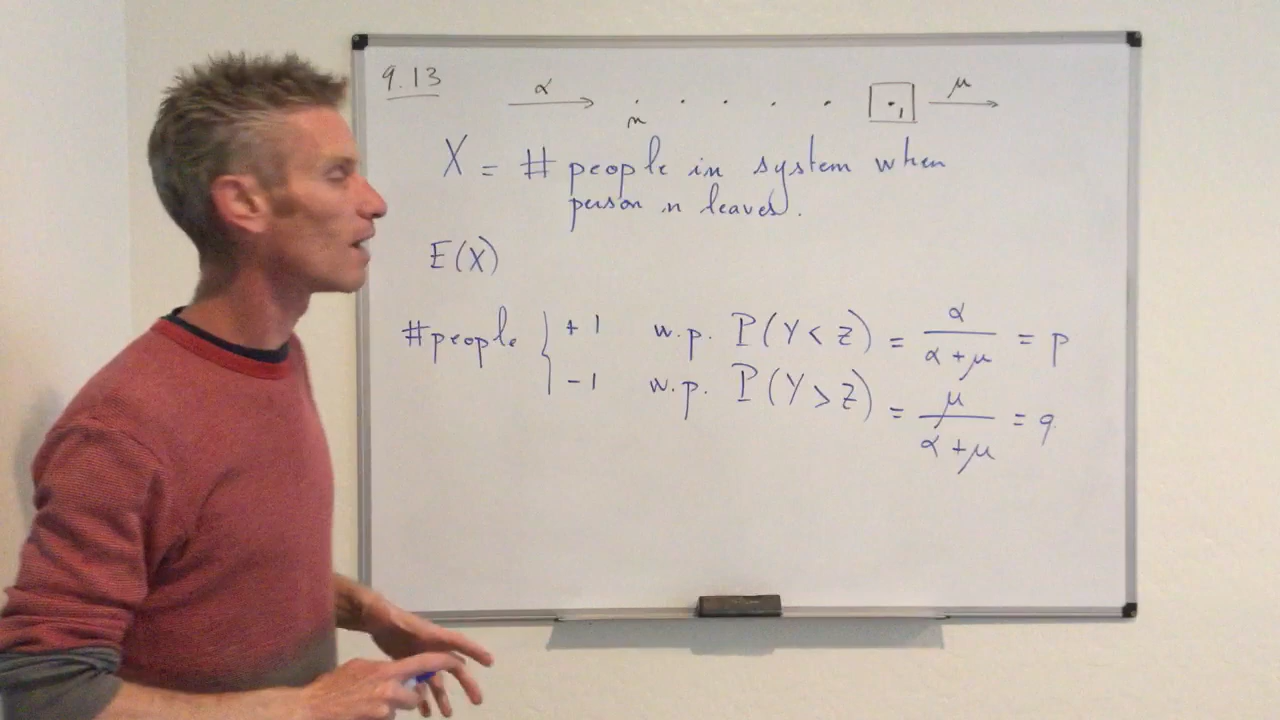 9.13
α
μ
n
1
X = # people in system when
person n leaves.
E(X)
#people { +1 w.p. P(Y < Z) = α / (α + μ) = p
−1 w.p. P(Y > Z) = μ / (α + μ) = q